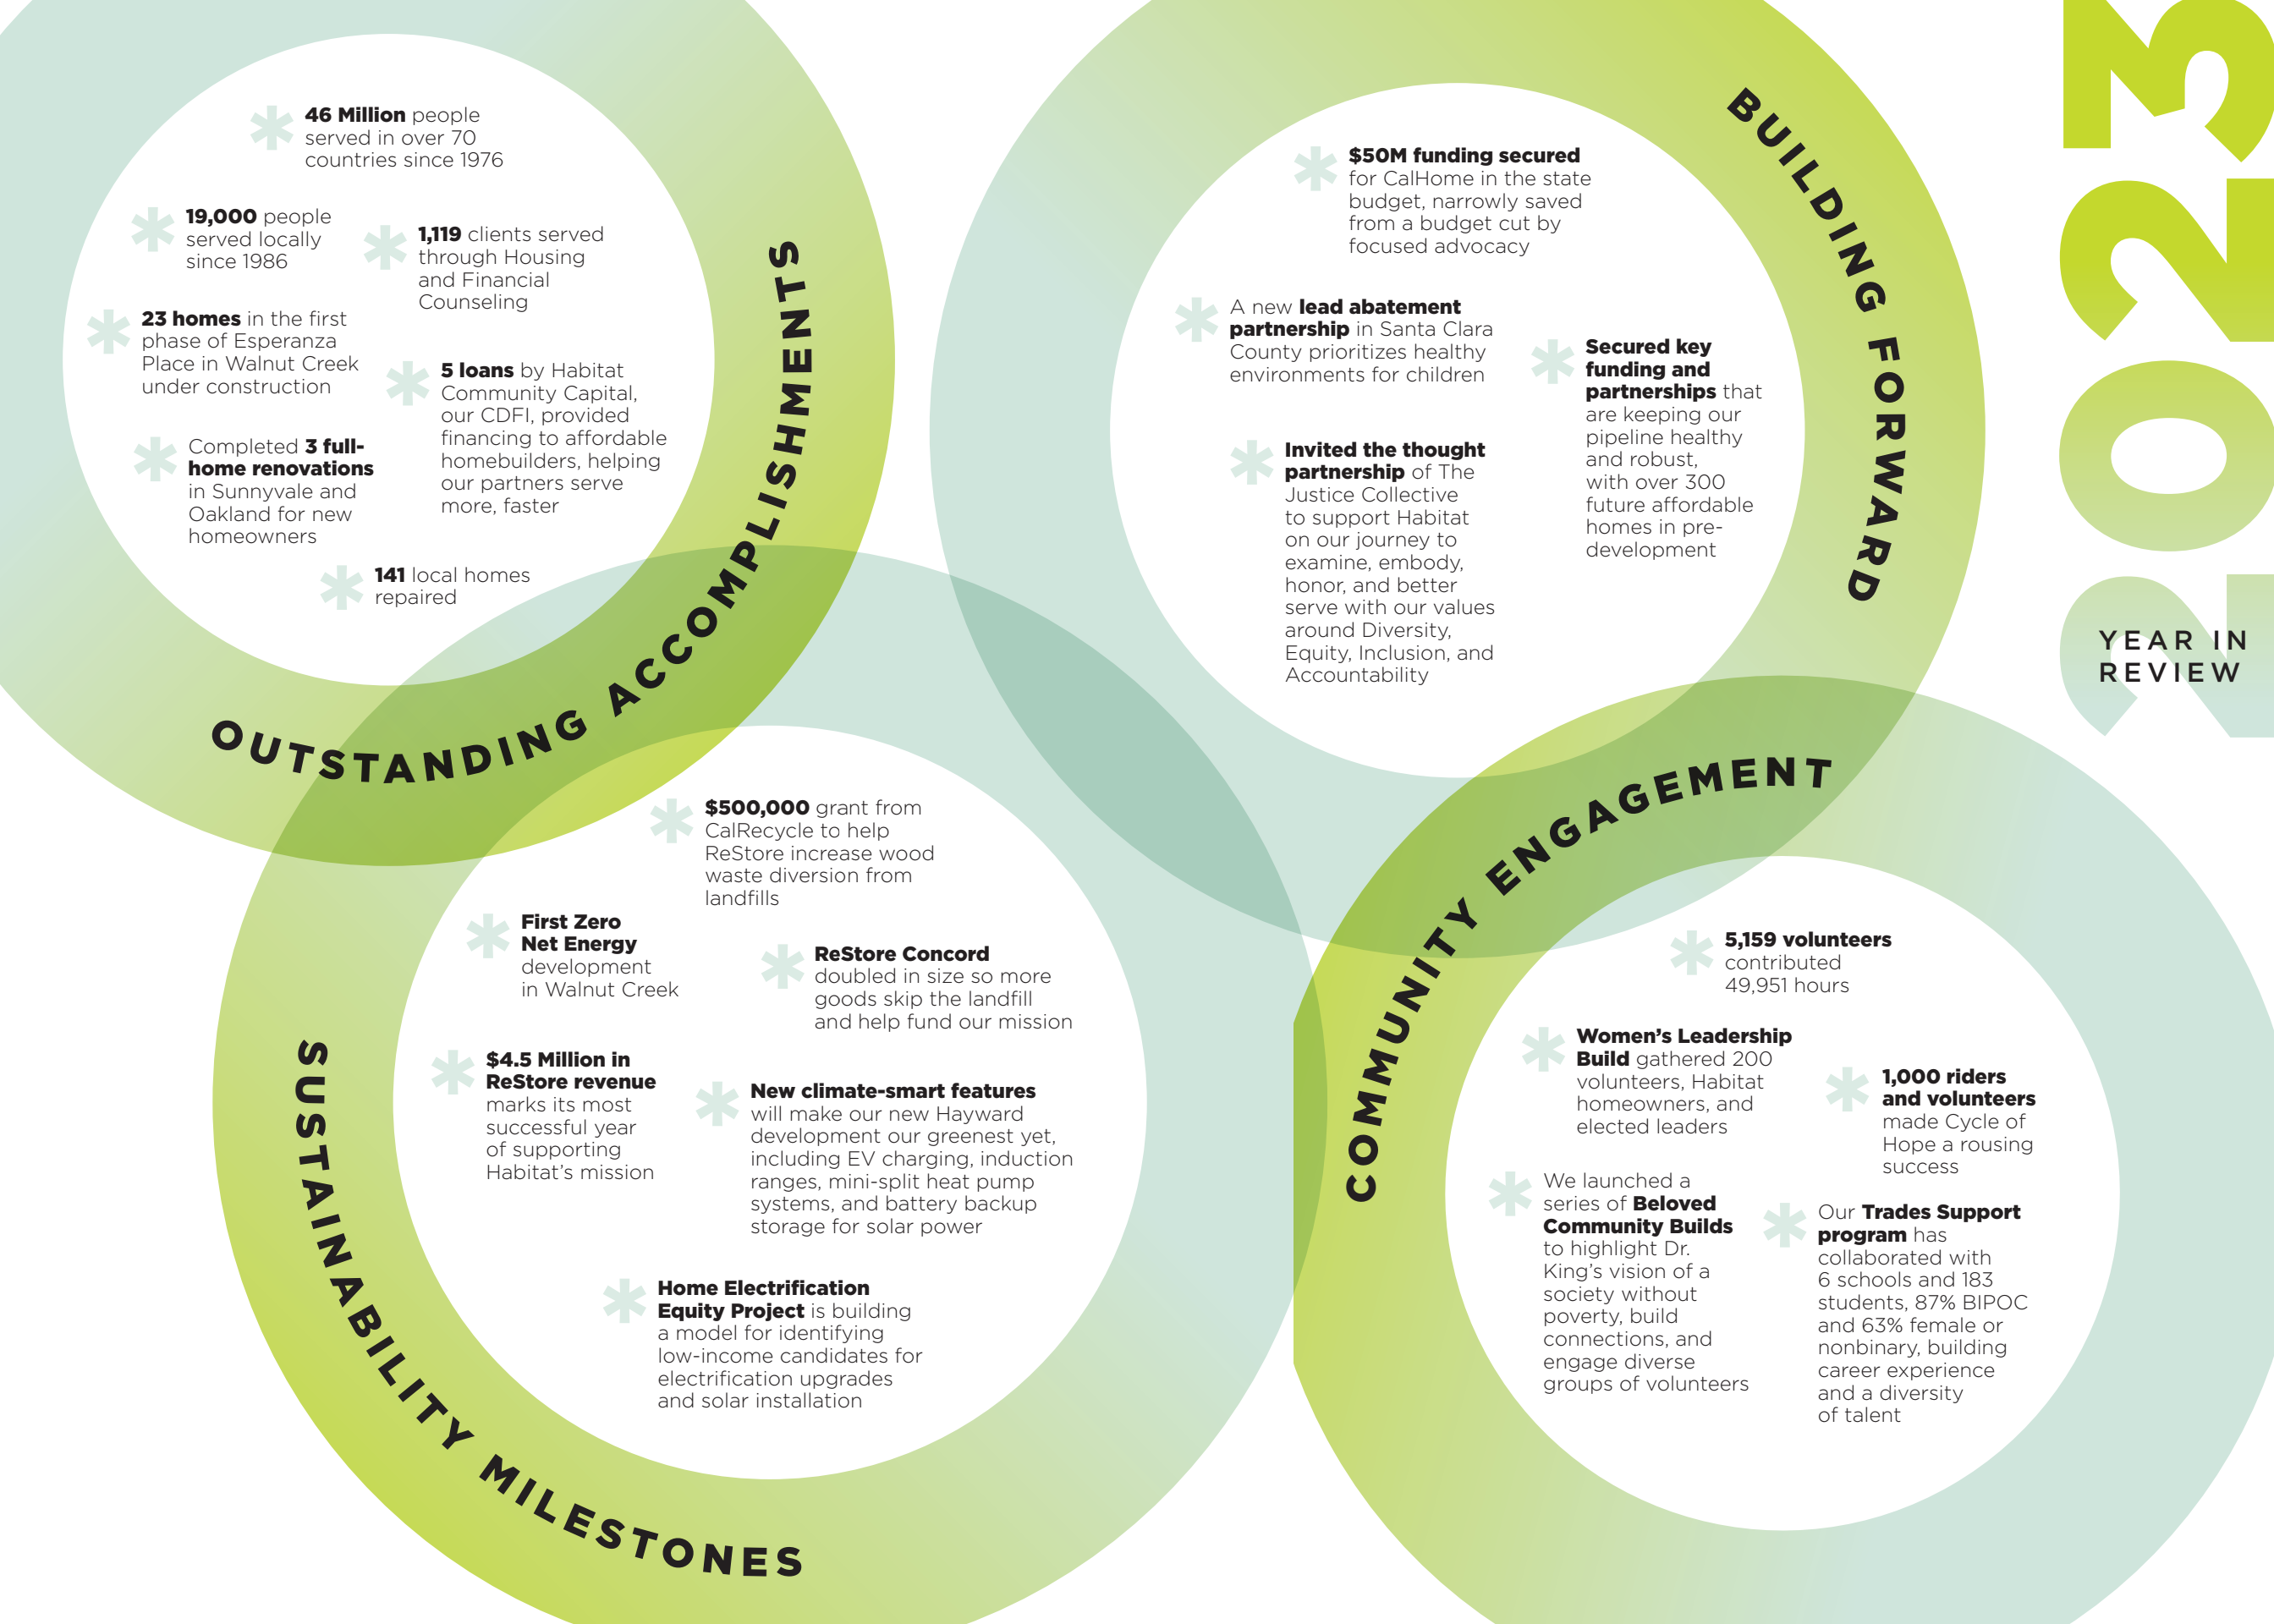 46 Million people
served in over 70
countries since 1976
19,000 people
served locally
since 1986
1,119 clients served
through Housing
and Financial
Counseling
23 homes in the first
phase of Esperanza
Place in Walnut Creek
under construction
5 loans by Habitat
Community Capital,
our CDFI, provided
financing to affordable
homebuilders, helping
our partners serve
more, faster
Completed 3 full-
home renovations
in Sunnyvale and
Oakland for new
homeowners
141 local homes
repaired
OUTSTANDING ACCOMPLISHMENTS
$50M funding secured
for CalHome in the state
budget, narrowly saved
from a budget cut by
focused advocacy
A new lead abatement
partnership in Santa Clara
County prioritizes healthy
environments for children
Secured key
funding and
partnerships that
are keeping our
pipeline healthy
and robust,
with over 300
future affordable
homes in pre-
development
Invited the thought
partnership of The
Justice Collective
to support Habitat
on our journey to
examine, embody,
honor, and better
serve with our values
around Diversity,
Equity, Inclusion, and
Accountability
BUILDING FORWARD
2023
YEAR IN
REVIEW
$500,000 grant from
CalRecycle to help
ReStore increase wood
waste diversion from
landfills
First Zero
Net Energy
development
in Walnut Creek
ReStore Concord
doubled in size so more
goods skip the landfill
and help fund our mission
$4.5 Million in
ReStore revenue
marks its most
successful year
of supporting
Habitat's mission
New climate-smart features
will make our new Hayward
development our greenest yet,
including EV charging, induction
ranges, mini-split heat pump
systems, and battery backup
storage for solar power
Home Electrification
Equity Project is building
a model for identifying
low-income candidates for
electrification upgrades
and solar installation
SUSTAINABILITY MILESTONES
COMMUNITY ENGAGEMENT
5,159 volunteers
contributed
49,951 hours
Women's Leadership
Build gathered 200
volunteers, Habitat
homeowners, and
elected leaders
1,000 riders
and volunteers
made Cycle of
Hope a rousing
success
We launched a
series of Beloved
Community Builds
to highlight Dr.
King's vision of a
society without
poverty, build
connections, and
engage diverse
groups of volunteers
Our Trades Support
program has
collaborated with
6 schools and 183
students, 87% BIPOC
and 63% female or
nonbinary, building
career experience
and a diversity
of talent